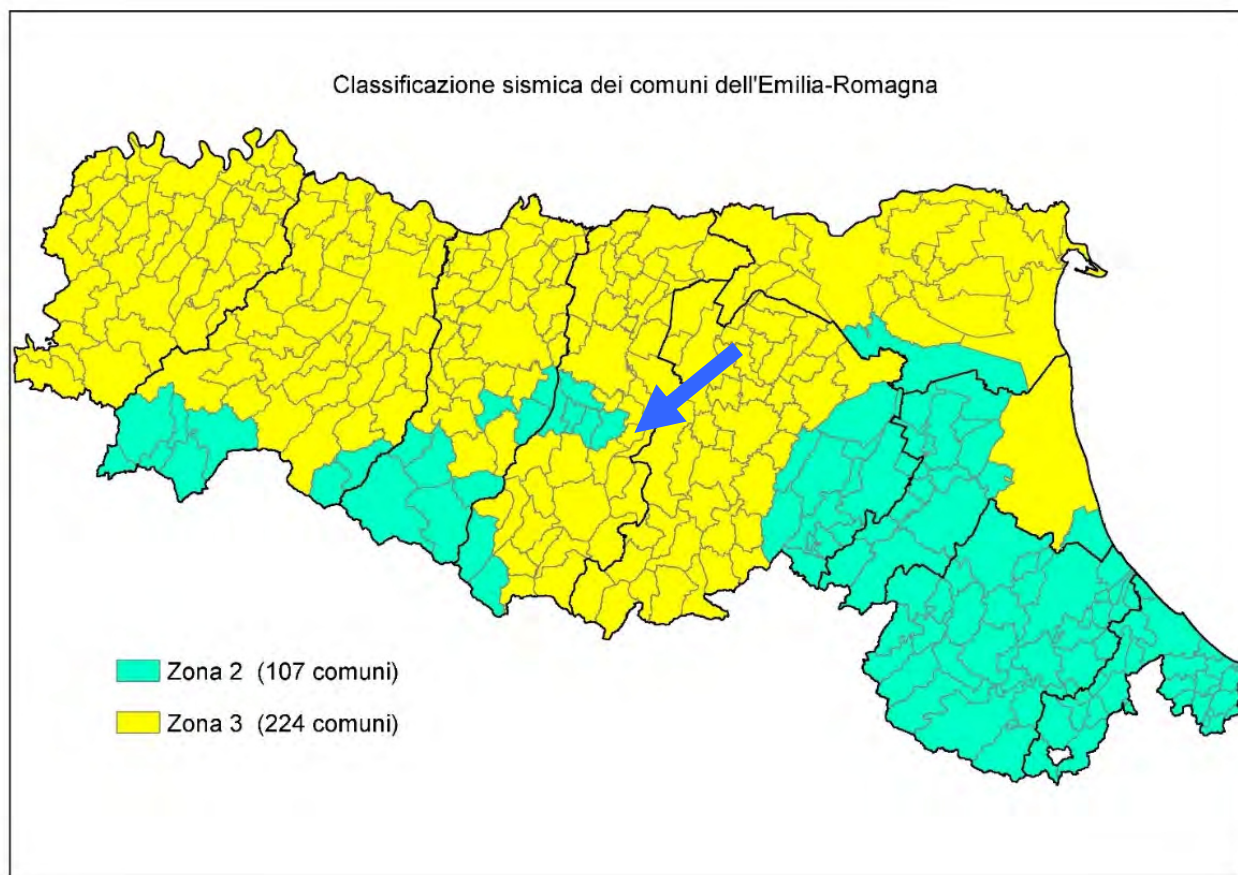 Classificazione sismica dei comuni dell'Emilia-Romagna
Zona 2 (107 comuni)
Zona 3 (224 comuni)